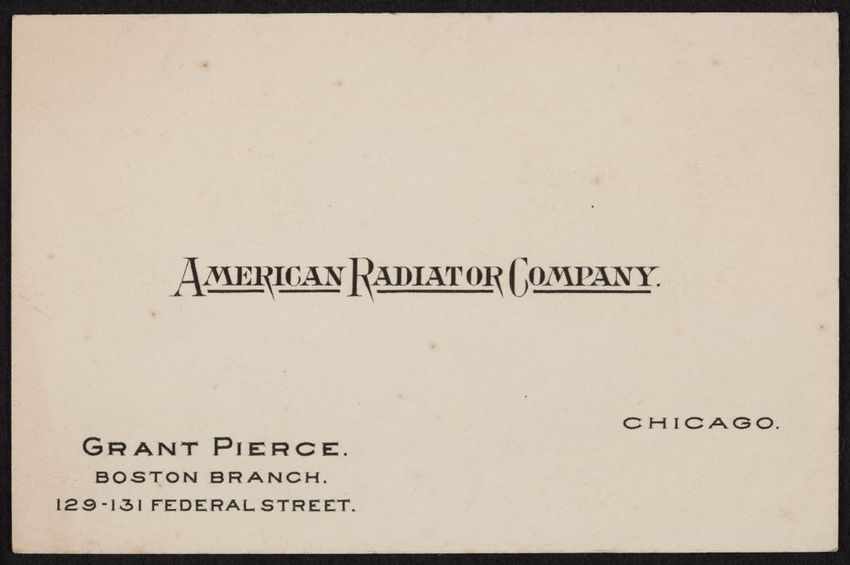 AMERICAN RADIATOR COMPANY.
CHICAGO.
GRANT PIERCE.
BOSTON BRANCH.
129-131 FEDERAL STREET.